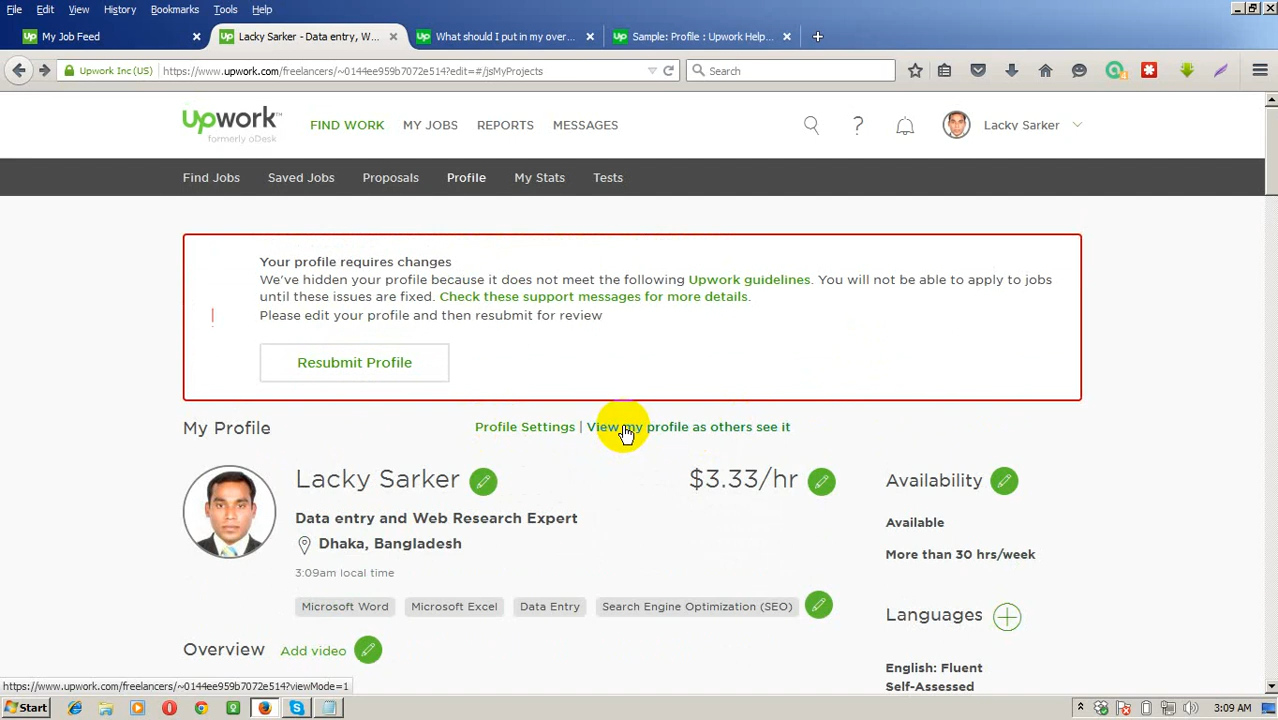 File Edit View History Bookmarks Tools Help
My Job Feed
Lacky Sarker - Data entry, W...
What should I put in my over...
Sample: Profile : Upwork Help...
Upwork Inc (US) https://www.upwork.com/freelancers/~0144ee959b7072e514?edit=#/jsMyProjects Search 4
upwork FIND WORK MY JOBS REPORTS MESSAGES ? Lacky Sarker
formerly oDesk
Find Jobs Saved Jobs Proposals Profile My Stats Tests
Your profile requires changes
We've hidden your profile because it does not meet the following Upwork guidelines. You will not be able to apply to jobs
until these issues are fixed. Check these support messages for more details.
Please edit your profile and then resubmit for review
Resubmit Profile
My Profile Profile Settings | View my profile as others see it
Lacky Sarker $3.33/hr
Data entry and Web Research Expert
Dhaka, Bangladesh
3:09am local time
Microsoft Word Microsoft Excel Data Entry Search Engine Optimization (SEO)
Overview Add video
Availability
Available
More than 30 hrs/week
Languages
English: Fluent
Self-Assessed
https://www.upwork.com/freelancers/~0144ee959b7072e514?viewMode=1
Start 3:09 AM